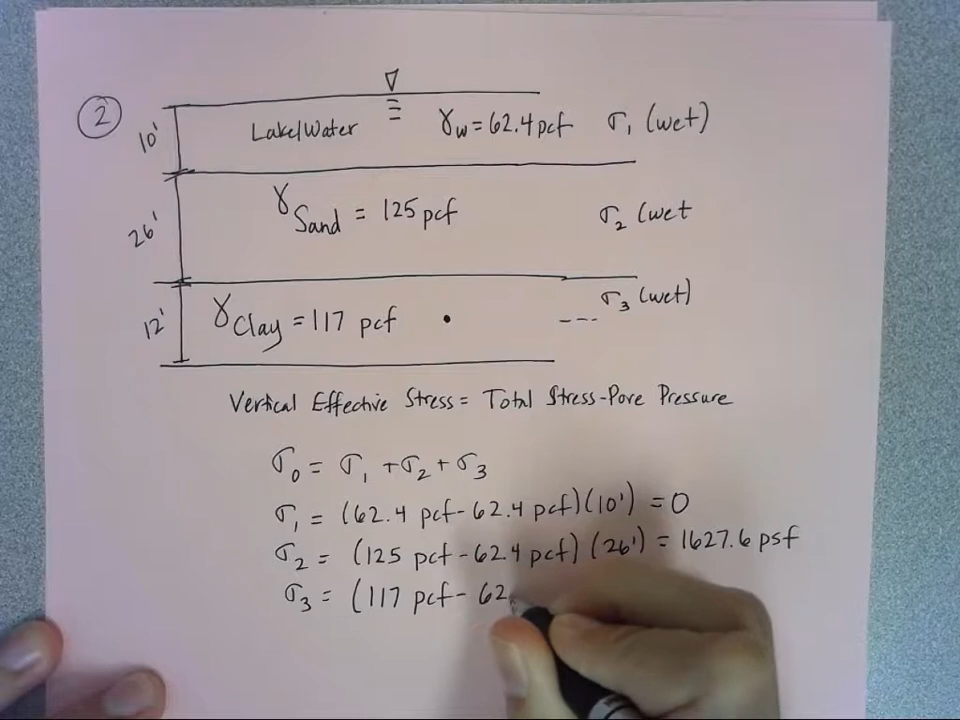 2
10' Lake/Water γw = 62.4 pcf σ1 (wet)
26' γSand = 125 pcf σ2 (wet
12' γClay = 117 pcf σ3 (wet)
Vertical Effective Stress = Total Stress - Pore Pressure
σ0 = σ1 + σ2 + σ3
σ1 = (62.4 pcf - 62.4 pcf)(10') = 0
σ2 = (125 pcf - 62.4 pcf) (26') = 1627.6 psf
σ3 = (117 pcf - 62.